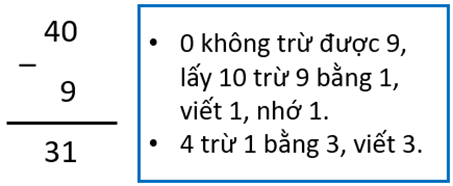 40
–
9
31
• 0 không trừ được 9,
lấy 10 trừ 9 bằng 1,
viết 1, nhớ 1.
• 4 trừ 1 bằng 3, viết 3.